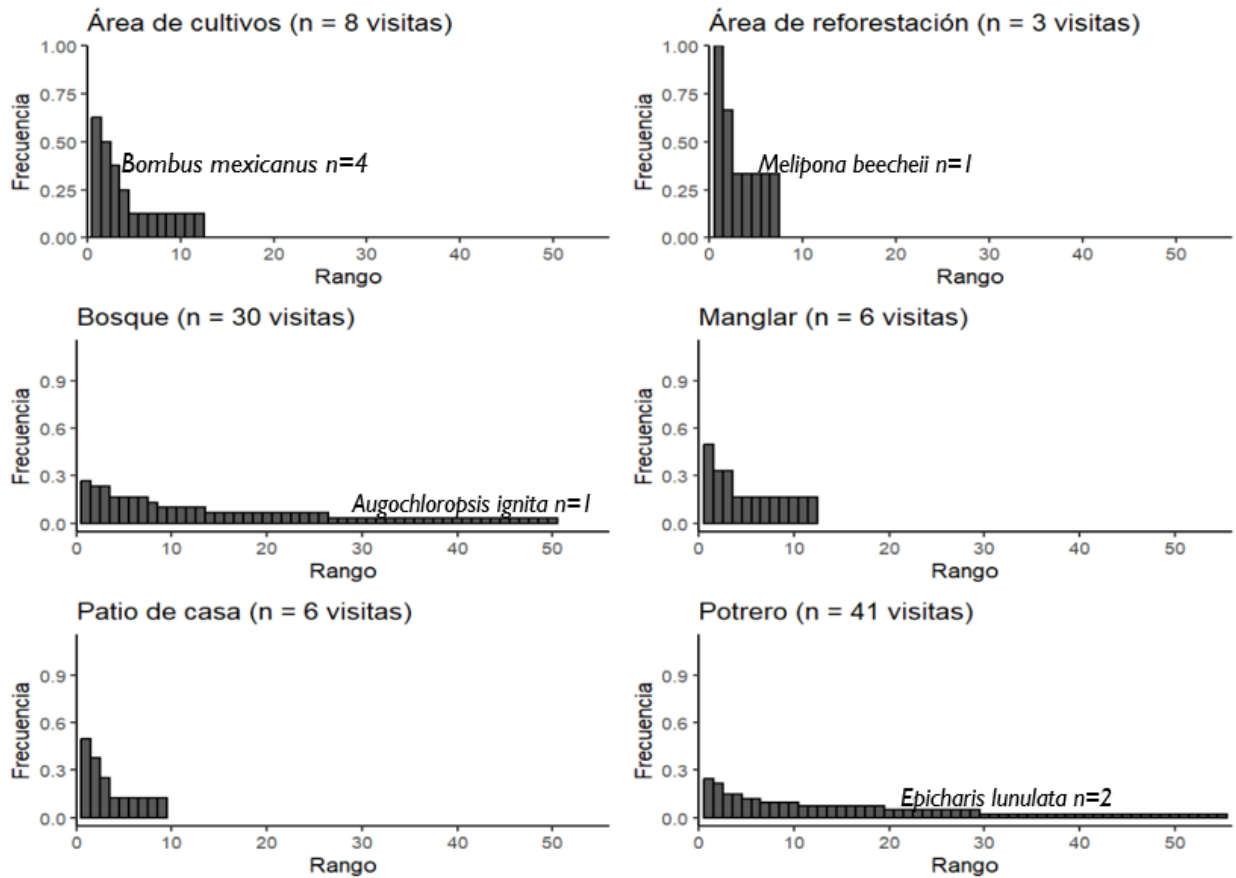 Área de cultivos (n = 8 visitas)
1.00
0.75
0.50
0.25
0.00
Frecuencia
Bombus mexicanus n=4
0 10 20 30 40 50
Rango
Área de reforestación (n = 3 visitas)
1.00
0.75
0.50
0.25
0.00
Frecuencia
Melipona beecheii n=1
0 10 20 30 40 50
Rango
Bosque (n = 30 visitas)
0.9
0.6
0.3
0.0
Frecuencia
Augochloropsis ignita n=1
0 10 20 30 40 50
Rango
Manglar (n = 6 visitas)
0.9
0.6
0.3
0.0
Frecuencia
0 10 20 30 40 50
Rango
Patio de casa (n = 6 visitas)
0.9
0.6
0.3
0.0
Frecuencia
0 10 20 30 40 50
Rango
Potrero (n = 41 visitas)
0.9
0.6
0.3
0.0
Frecuencia
Epicharis lunulata n=2
0 10 20 30 40 50
Rango